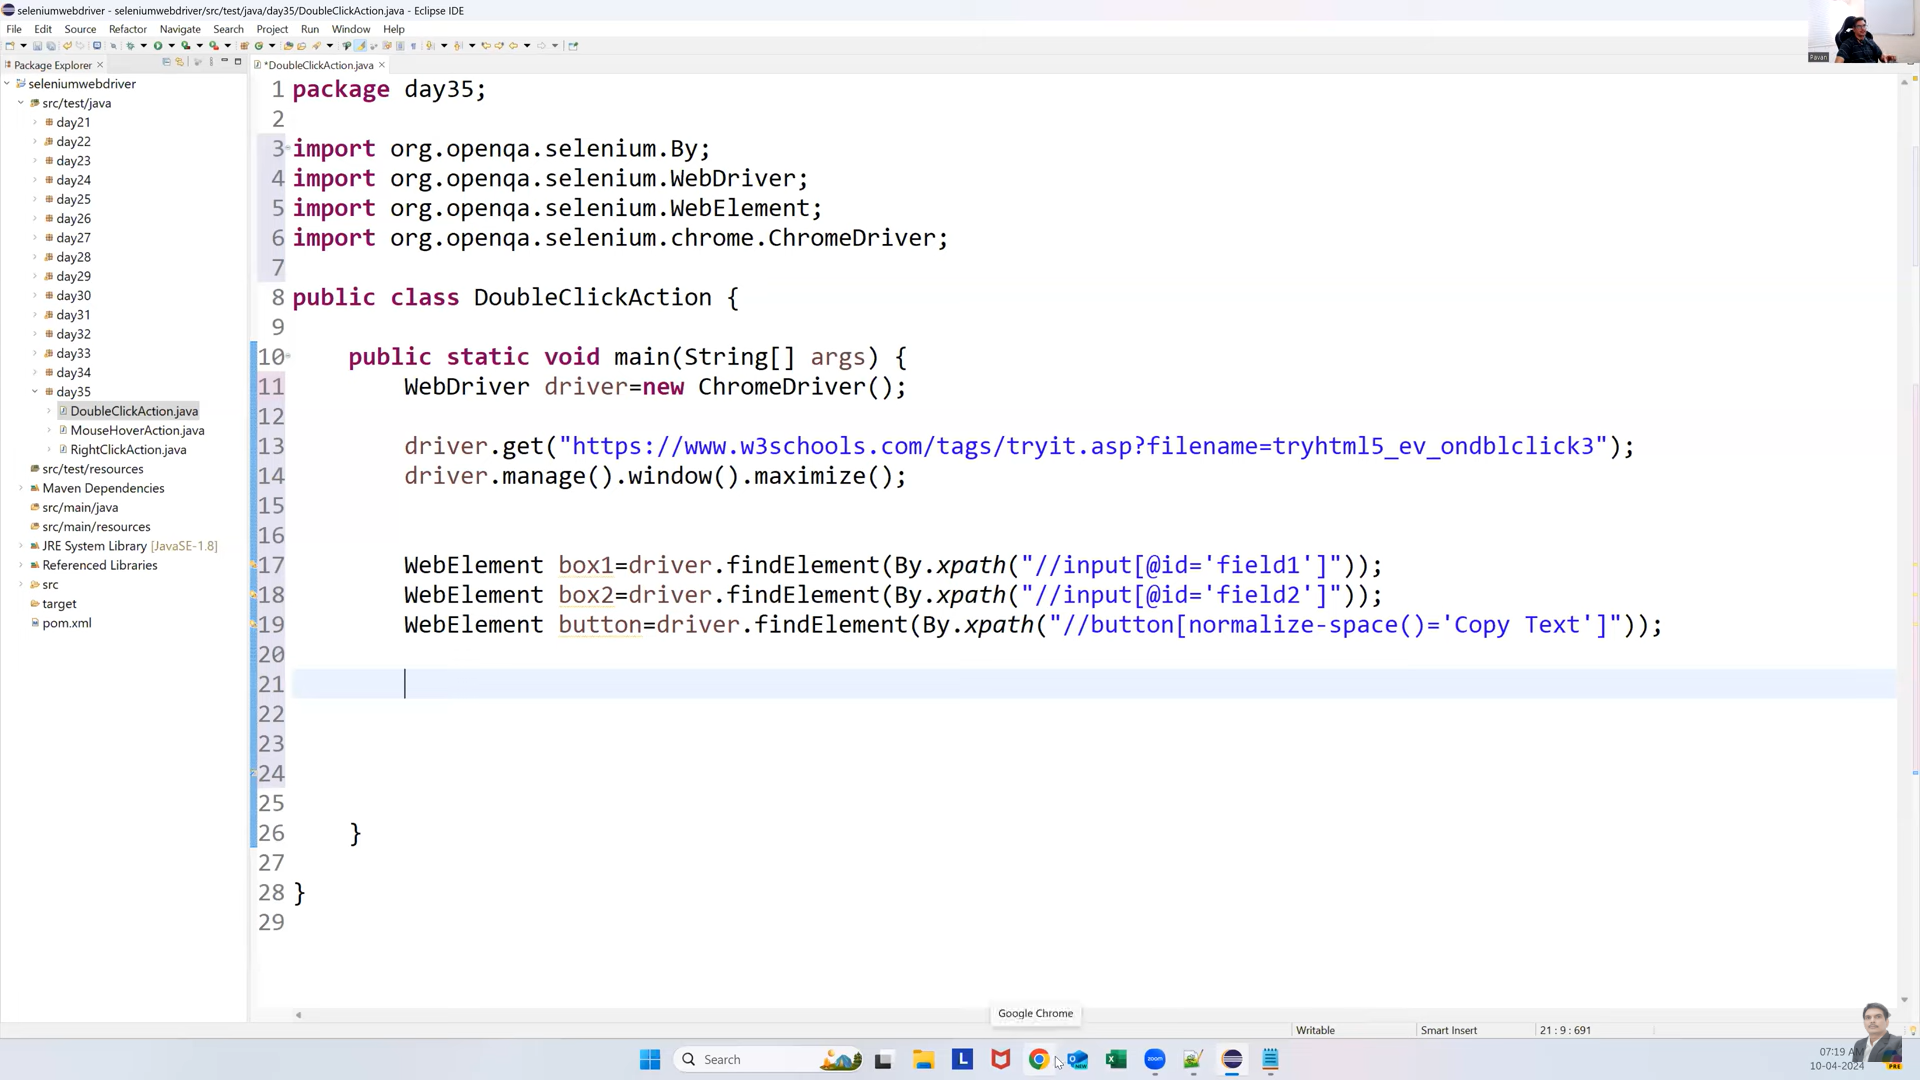 seleniumwebdriver - seleniumwebdriver/src/test/java/day35/DoubleClickAction.java - Eclipse IDE
File Edit Source Refactor Navigate Search Project Run Window Help
Package Explorer
*DoubleClickAction.java
seleniumwebdriver
src/test/java
day21
day22
day23
day24
day25
day26
day27
day28
day29
day30
day31
day32
day33
day34
day35
DoubleClickAction.java
MouseHoverAction.java
RightClickAction.java
src/test/resources
Maven Dependencies
src/main/java
src/main/resources
JRE System Library [JavaSE-1.8]
Referenced Libraries
src
target
pom.xml
1 package day35;
2
3 import org.openqa.selenium.By;
4 import org.openqa.selenium.WebDriver;
5 import org.openqa.selenium.WebElement;
6 import org.openqa.selenium.chrome.ChromeDriver;
7
8 public class DoubleClickAction {
9
10 public static void main(String[] args) {
11 WebDriver driver=new ChromeDriver();
12
13 driver.get("https://www.w3schools.com/tags/tryit.asp?filename=tryhtml5_ev_ondblclick3");
14 driver.manage().window().maximize();
15
16
17 WebElement box1=driver.findElement(By.xpath("//input[@id='field1']"));
18 WebElement box2=driver.findElement(By.xpath("//input[@id='field2']"));
19 WebElement button=driver.findElement(By.xpath("//button[normalize-space()='Copy Text']"));
20
21
22
23
24
25
26 }
27
28 }
29
Pavan
Google Chrome
Writable Smart Insert 21 : 9 : 691
Search
07:19 AM
10-04-2024